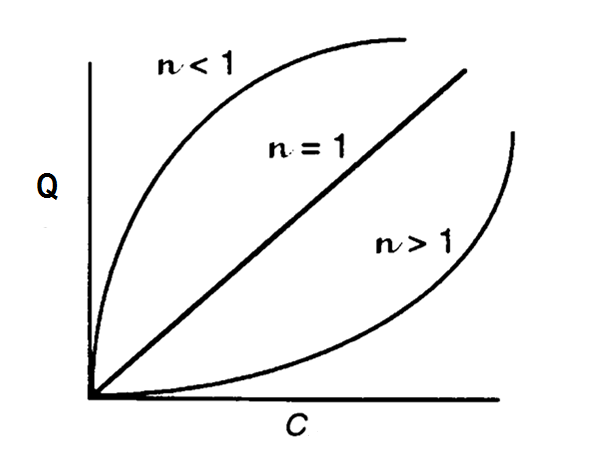 n < 1
n = 1
Q
n > 1
C